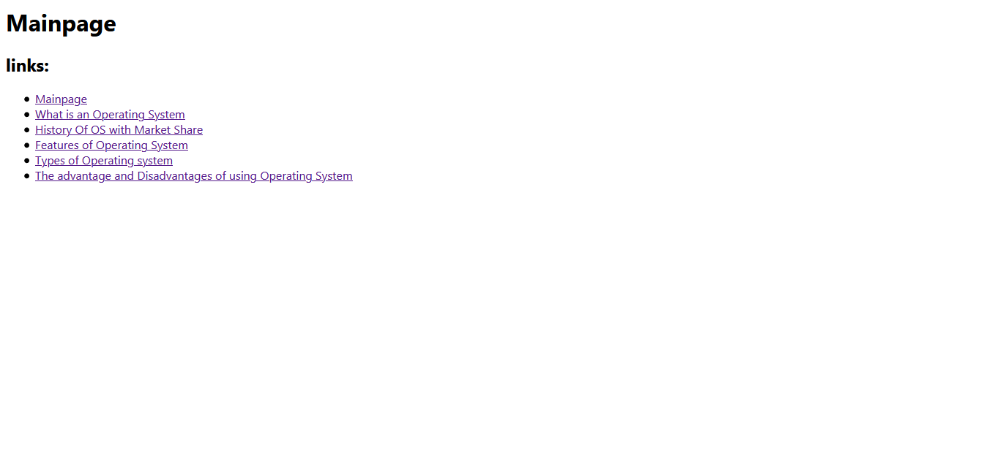 Mainpage
links:
Mainpage
What is an Operating System
History Of OS with Market Share
Features of Operating System
Types of Operating system
The advantage and Disadvantages of using Operating System